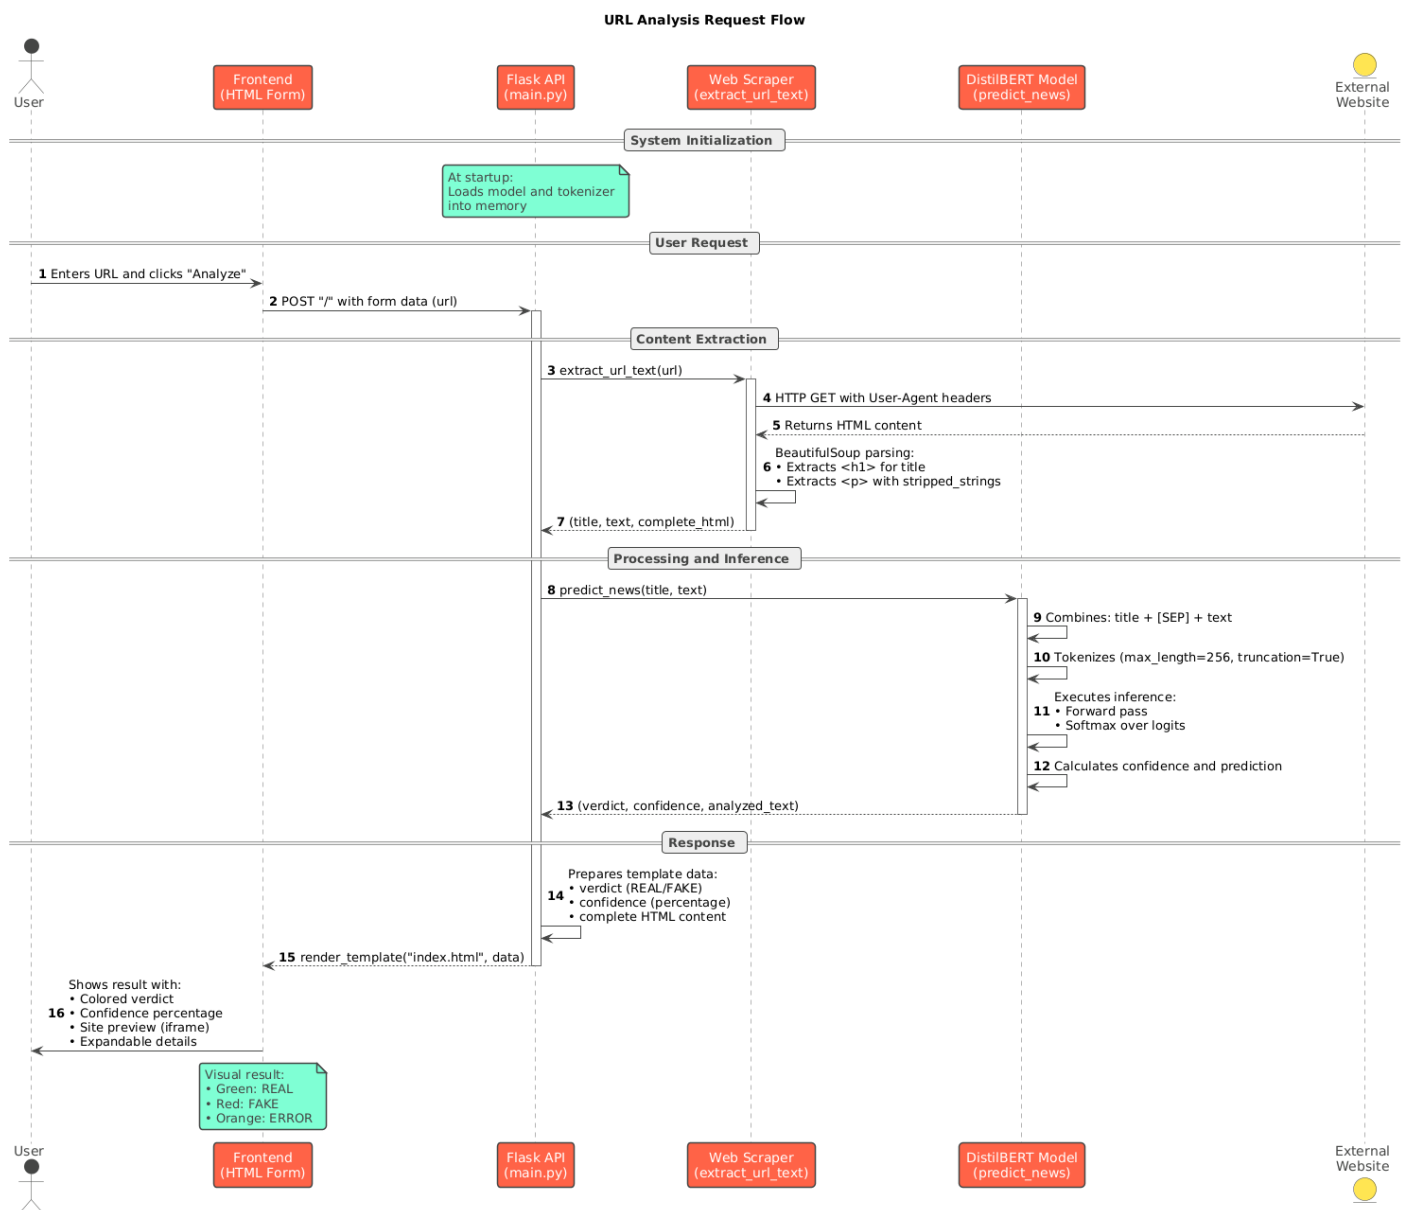 URL Analysis Request Flow
User
Frontend
(HTML Form)
Flask API
(main.py)
Web Scraper
(extract_url_text)
DistilBERT Model
(predict_news)
External
Website
System Initialization
At startup:
Loads model and tokenizer
into memory
User Request
1 Enters URL and clicks "Analyze"
2 POST "/" with form data (url)
Content Extraction
3 extract_url_text(url)
4 HTTP GET with User-Agent headers
5 Returns HTML content
BeautifulSoup parsing:
6 • Extracts <h1> for title
• Extracts <p> with stripped_strings
7 (title, text, complete_html)
Processing and Inference
8 predict_news(title, text)
9 Combines: title + [SEP] + text
10 Tokenizes (max_length=256, truncation=True)
Executes inference:
11 • Forward pass
• Softmax over logits
12 Calculates confidence and prediction
13 (verdict, confidence, analyzed_text)
Response
Prepares template data:
14 • verdict (REAL/FAKE)
• confidence (percentage)
• complete HTML content
15 render_template("index.html", data)
Shows result with:
• Colored verdict
16 • Confidence percentage
• Site preview (iframe)
• Expandable details
Visual result:
• Green: REAL
• Red: FAKE
• Orange: ERROR
User
Frontend
(HTML Form)
Flask API
(main.py)
Web Scraper
(extract_url_text)
DistilBERT Model
(predict_news)
External
Website